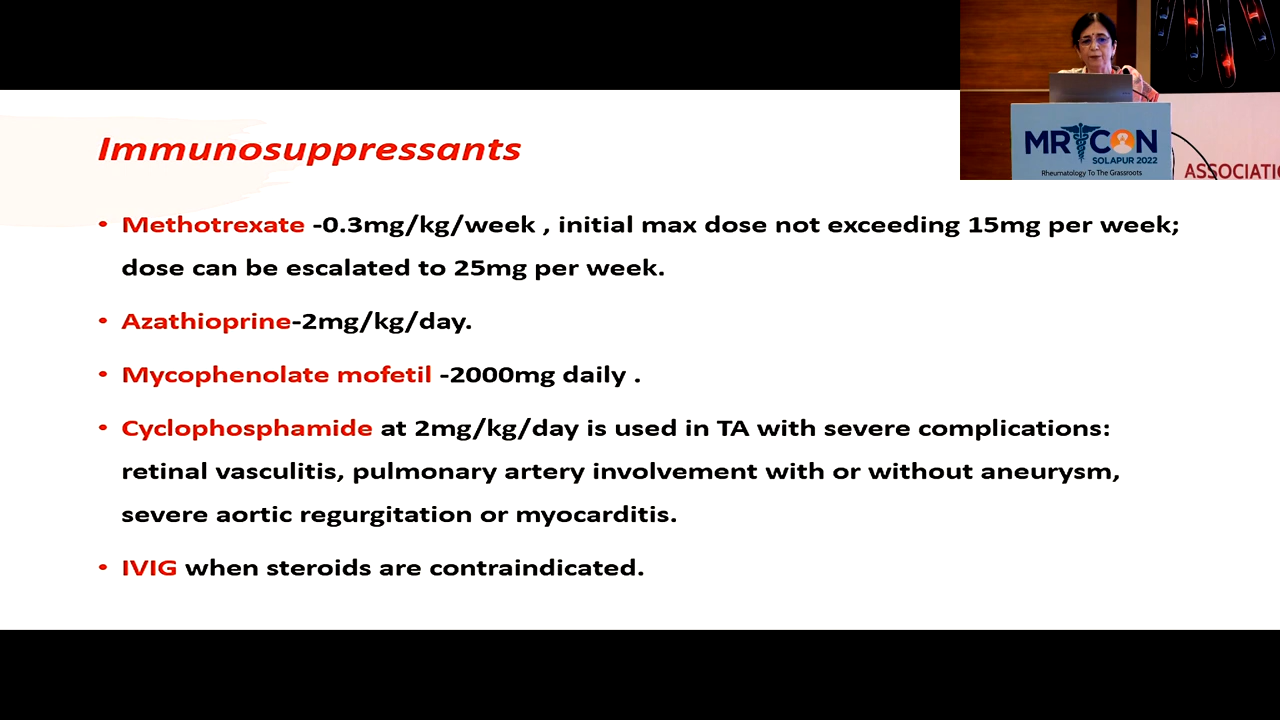 Immunosuppressants
• Methotrexate -0.3mg/kg/week , initial max dose not exceeding 15mg per week;
dose can be escalated to 25mg per week.
• Azathioprine-2mg/kg/day.
• Mycophenolate mofetil -2000mg daily .
• Cyclophosphamide at 2mg/kg/day is used in TA with severe complications:
retinal vasculitis, pulmonary artery involvement with or without aneurysm,
severe aortic regurgitation or myocarditis.
• IVIG when steroids are contraindicated.
MRCON
SOLAPUR 2022
Rheumatology To The Grassroots
ASSOCIATI